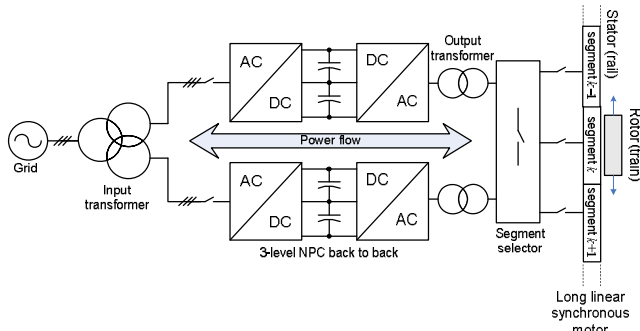 Grid
Input
transformer
AC
DC
DC
AC
Output
transformer
Power flow
AC
DC
DC
AC
3-level NPC back to back
Segment
selector
segment k-1
segment k
segment k+1
Stator (rail)
Rotor (train)
Long linear
synchronous
motor